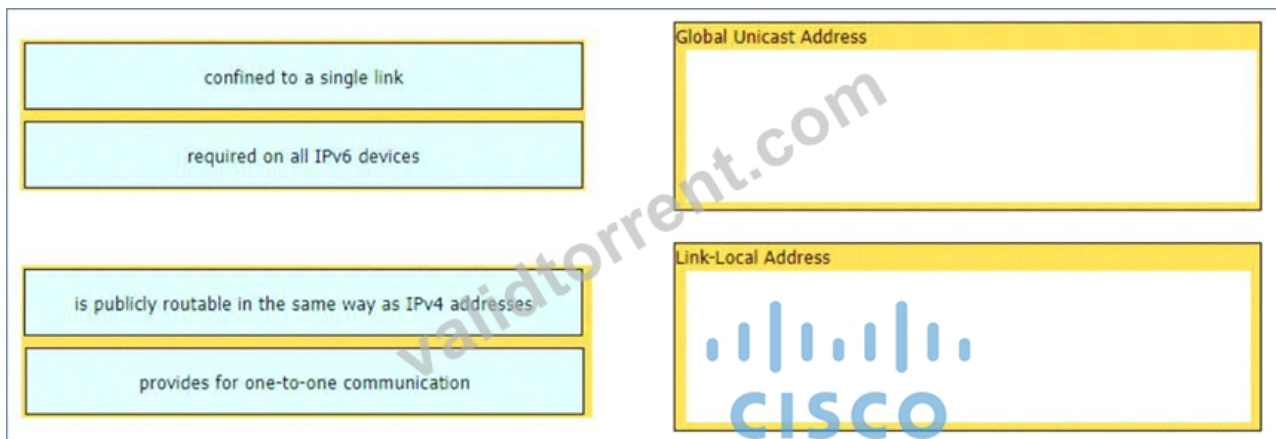 confined to a single link
required on all IPv6 devices
is publicly routable in the same way as IPv4 addresses
provides for one-to-one communication
Global Unicast Address
Link-Local Address
CISCO
validtorrent.com